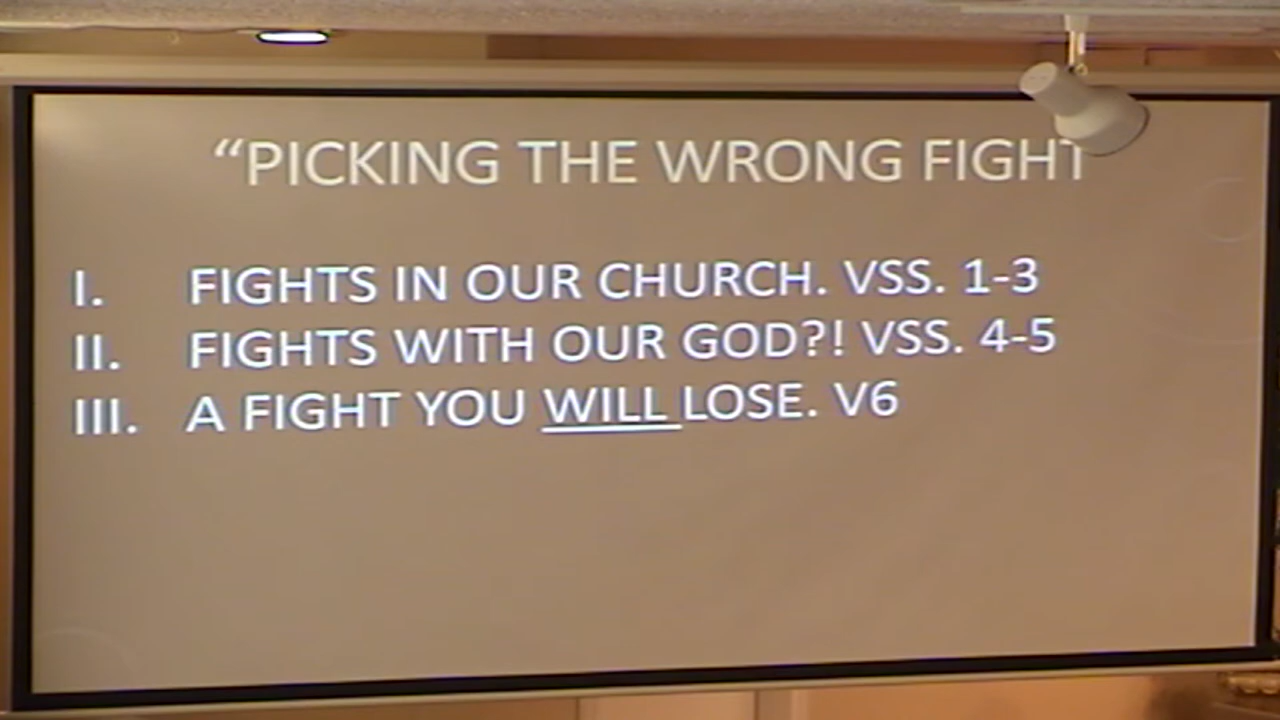 “PICKING THE WRONG FIGHT
I. FIGHTS IN OUR CHURCH. VSS. 1-3
II. FIGHTS WITH OUR GOD?! VSS. 4-5
III. A FIGHT YOU WILL LOSE. V6